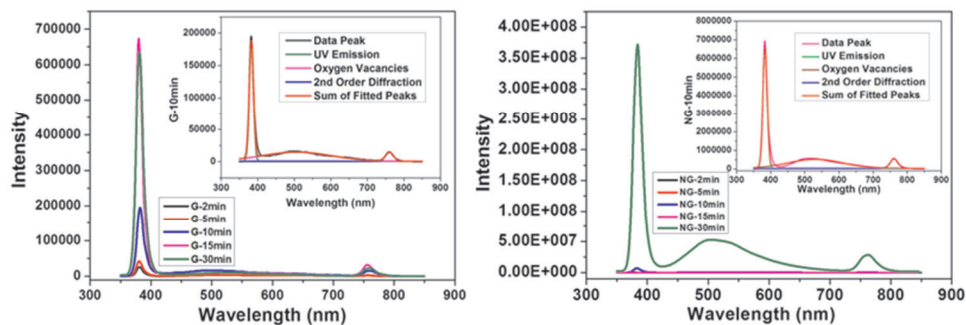 700000
600000
500000
400000
300000
200000
100000
0
Intensity
300 400 500 600 700 800 900
Wavelength (nm)
G-2min
G-5min
G-10min
G-15min
G-30min
200000
150000
100000
50000
0
G-10min
300 400 500 600 700 800 900
Wavelength (nm)
Data Peak
UV Emission
Oxygen Vacancies
2nd Order Diffraction
Sum of Fitted Peaks
4.00E+008
3.50E+008
3.00E+008
2.50E+008
2.00E+008
1.50E+008
1.00E+008
5.00E+007
0.00E+000
Intensity
300 400 500 600 700 800 900
Wavelength (nm)
NG-2min
NG-5min
NG-10min
NG-15min
NG-30min
8000000
7000000
6000000
5000000
4000000
3000000
2000000
1000000
0
NG-10min
300 400 500 600 700 800 900
Wavelength (nm)
Data Peak
UV Emission
Oxygen Vacancies
2nd Order Diffraction
Sum of Fitted Peaks